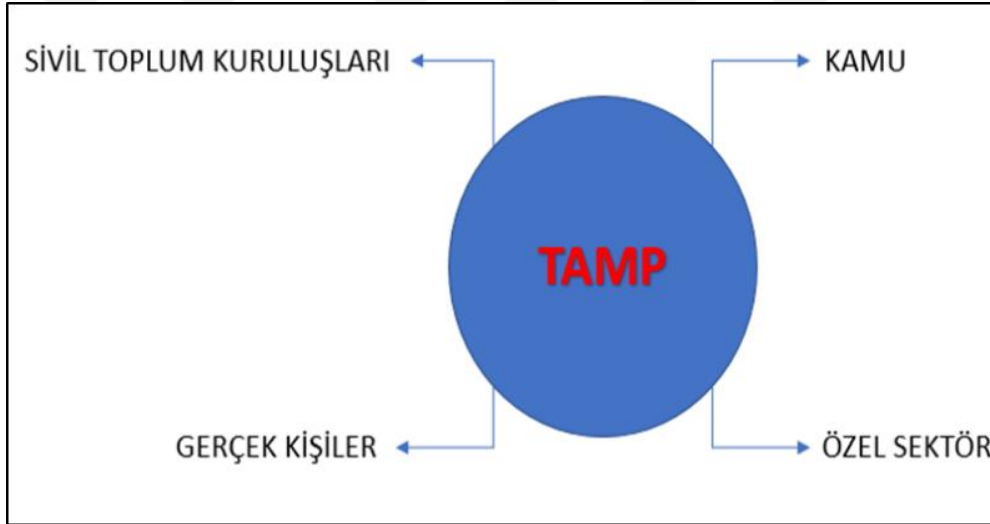 SİVİL TOPLUM KURULUŞLARI
KAMU
TAMP
GERÇEK KİŞİLER
ÖZEL SEKTÖR